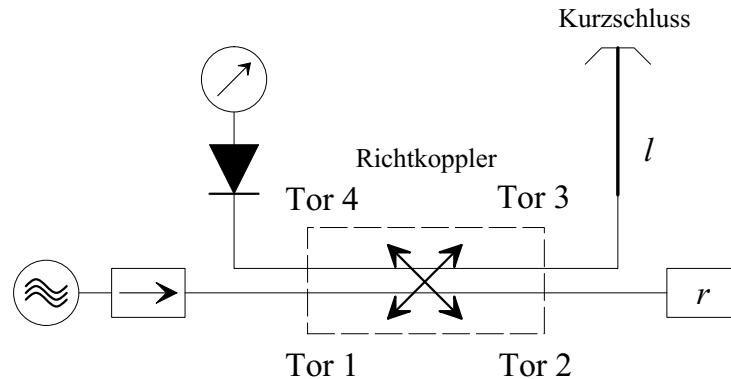 Kurzschluss
l
Richtkoppler
Tor 4
Tor 3
r
Tor 1
Tor 2